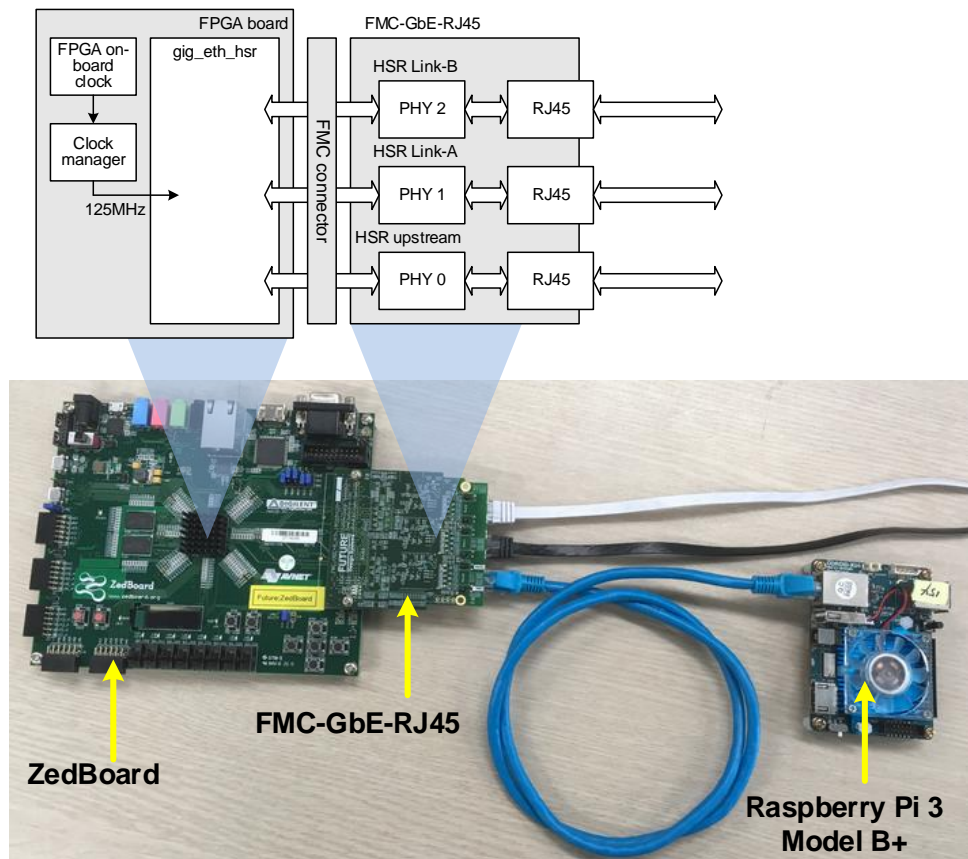 FPGA board
FMC-GbE-RJ45
FPGA on-
board
clock
gig_eth_hsr
Clock
manager
125MHz
FMC connector
HSR Link-B
PHY 2
RJ45
HSR Link-A
PHY 1
RJ45
HSR upstream
PHY 0
RJ45
DIGILENT
AVNET
FUTURE
ZedBoard
Future:ZedBoard
FMC-GbE-RJ45
ZedBoard
Raspberry Pi 3
Model B+